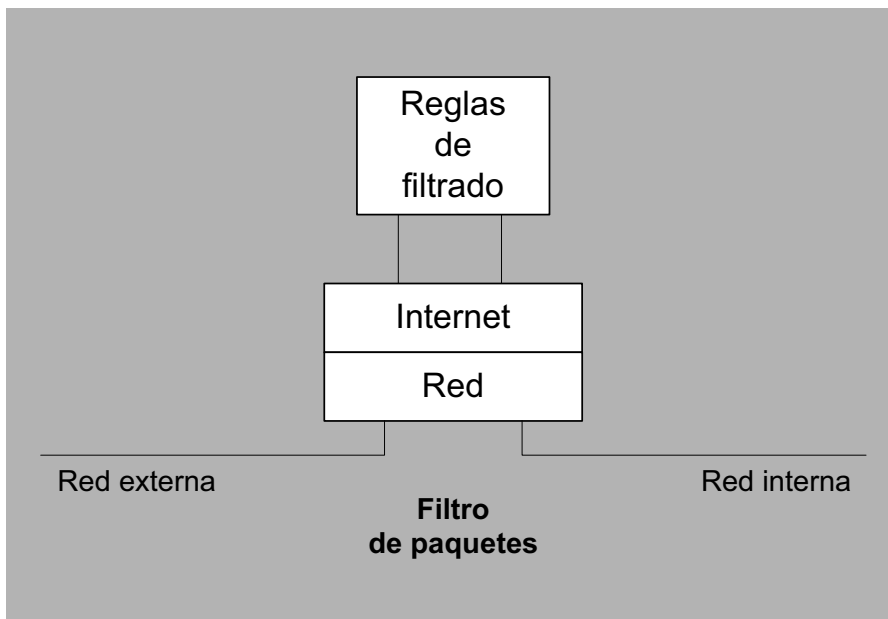 Reglas
de
filtrado
Internet
Red
Red externa
Red interna
Filtro
de paquetes